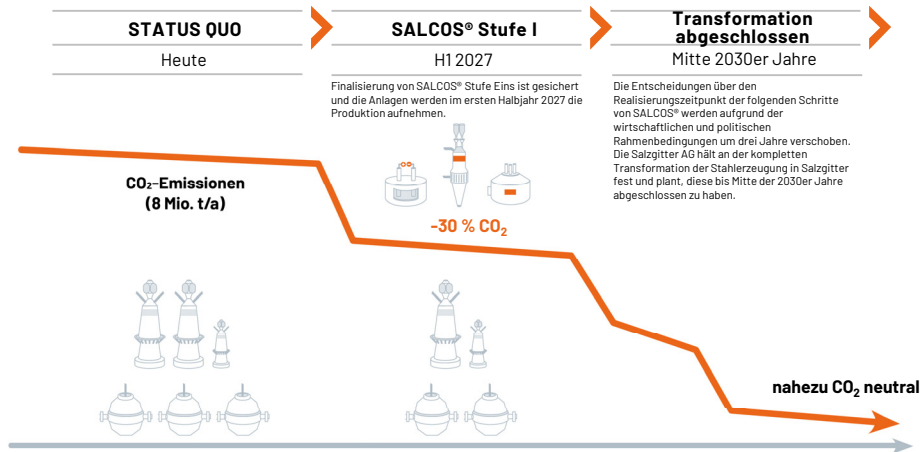 STATUS QUO
Heute
SALCOS® Stufe I
H1 2027
Finalisierung von SALCOS® Stufe Eins ist gesichert
und die Anlagen werden im ersten Halbjahr 2027 die
Produktion aufnehmen.
Transformation
abgeschlossen
Mitte 2030er Jahre
Die Entscheidungen über den
Realisierungszeitpunkt der folgenden Schritte
von SALCOS® werden aufgrund der
wirtschaftlichen und politischen
Rahmenbedingungen um drei Jahre verschoben.
Die Salzgitter AG hält an der kompletten
Transformation der Stahlerzeugung in Salzgitter
fest und plant, diese bis Mitte der 2030er Jahre
abgeschlossen zu haben.
CO₂-Emissionen
(8 Mio. t/a)
-30 % CO₂
nahezu CO₂ neutral